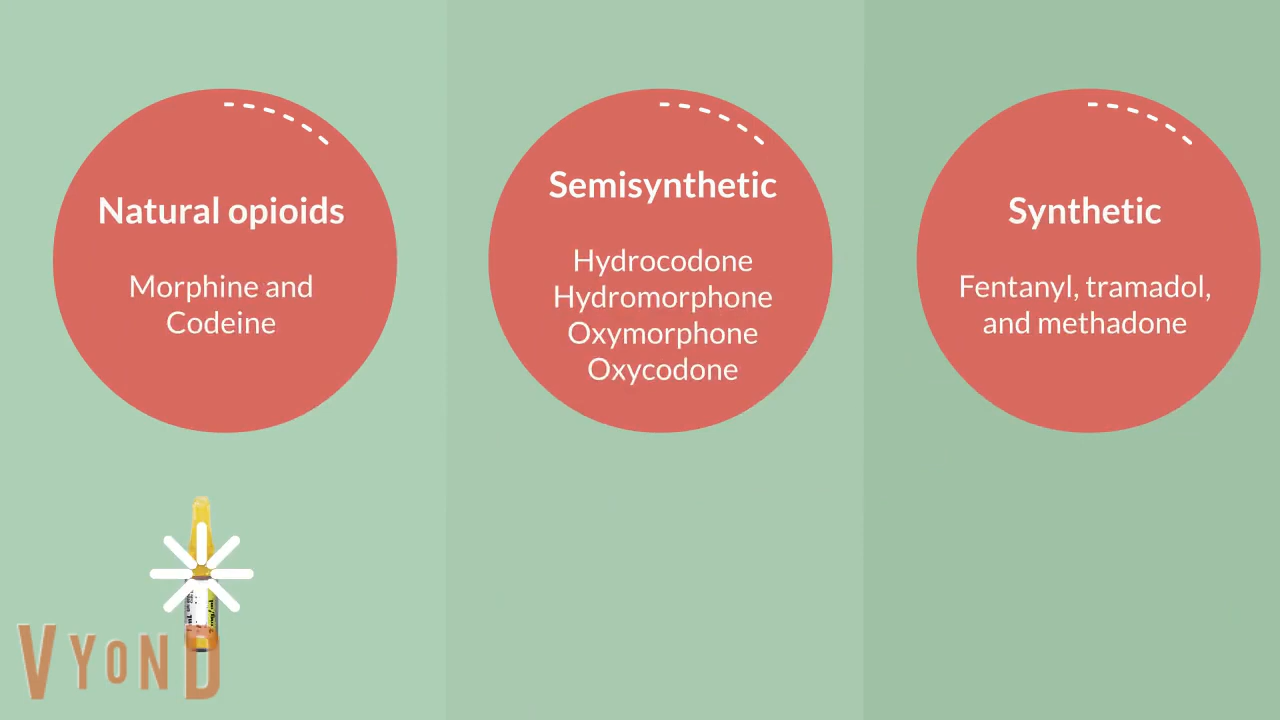 Natural opioids
Morphine and
Codeine
Semisynthetic
Hydrocodone
Hydromorphone
Oxymorphone
Oxycodone
Synthetic
Fentanyl, tramadol,
and methadone
VYOND